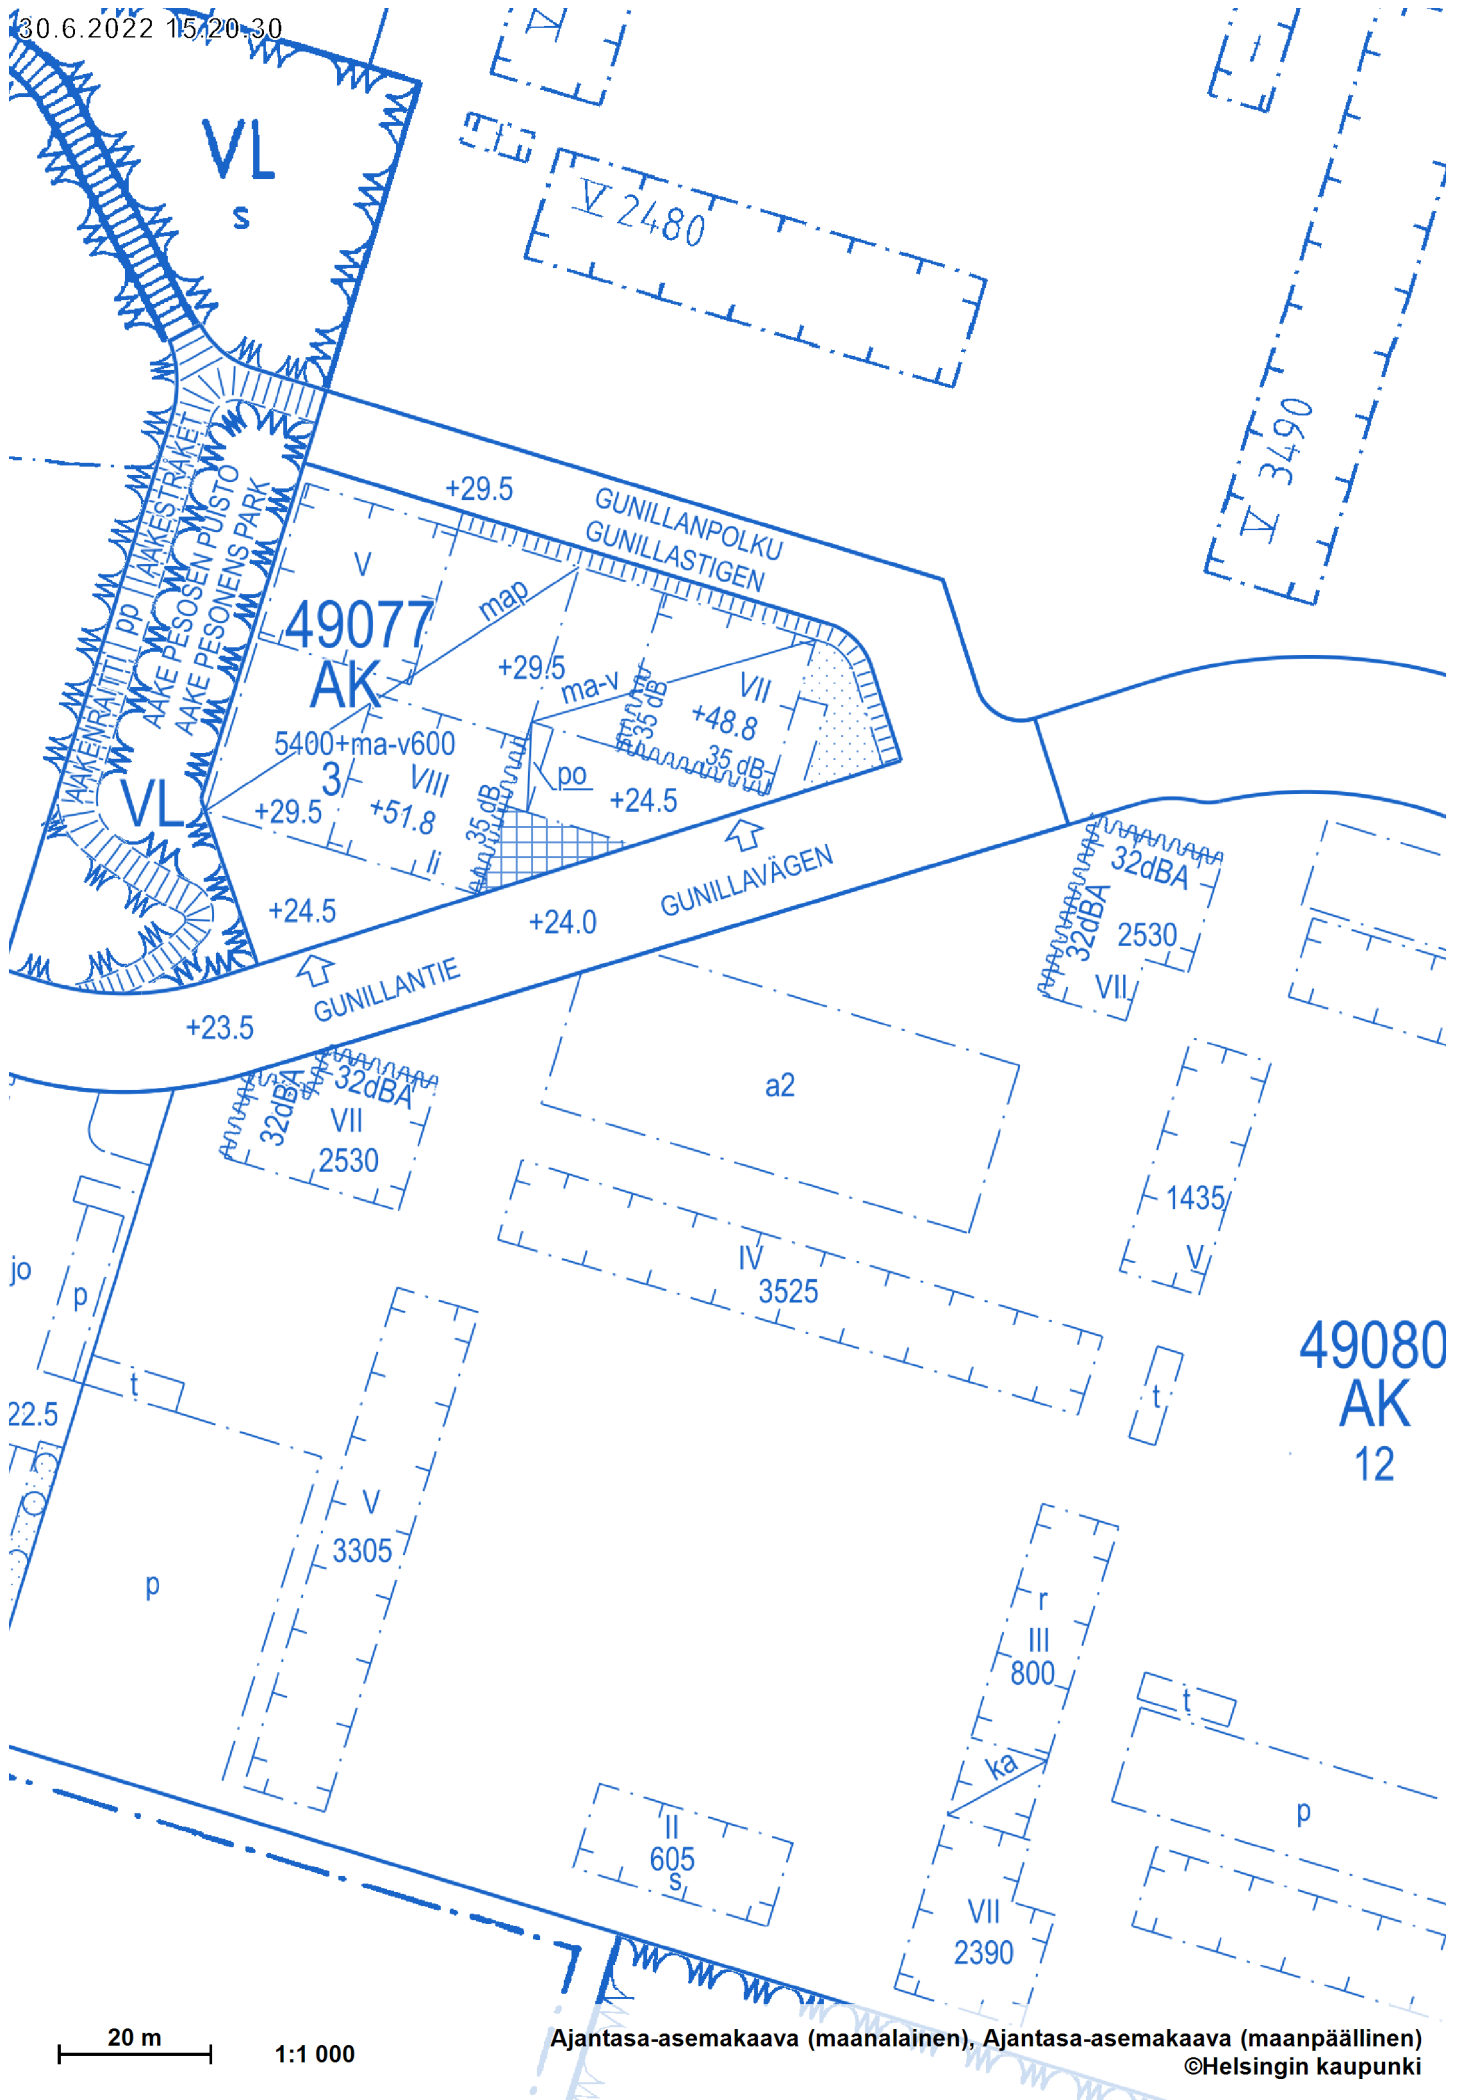 30.6.2022 15.20.30
V
VL
s
V 2480
V 3490
+29.5
GUNILLANPOLKU
GUNILLASTIGEN
V
49077
AK
map
+29.5
ma-v
35 dB
VII
+48.8
35 dB
5400+ma-v600
3
VIII
+29.5
+51.8
35 dB
po
+24.5
li
JAKENRAITTI
pp
JAKESTRÅKET
AAKE PESOSEN PUISTO
AAKE PESONENS PARK
VL
+24.5
+24.0
GUNILLAVÄGEN
GUNILLANTIE
+23.5
32dBA
32dBA
2530
VII
32dBA
32dBA
VII
2530
a2
1435
V
IV
3525
jo
p
t
22.5
49080
AK
12
t
V
3305
p
r
III
800
t
ka
p
II
605
s
VII
2390
20 m
1:1 000
Ajantasa-asemakaava (maanalainen), Ajantasa-asemakaava (maanpäällinen)
©Helsingin kaupunki